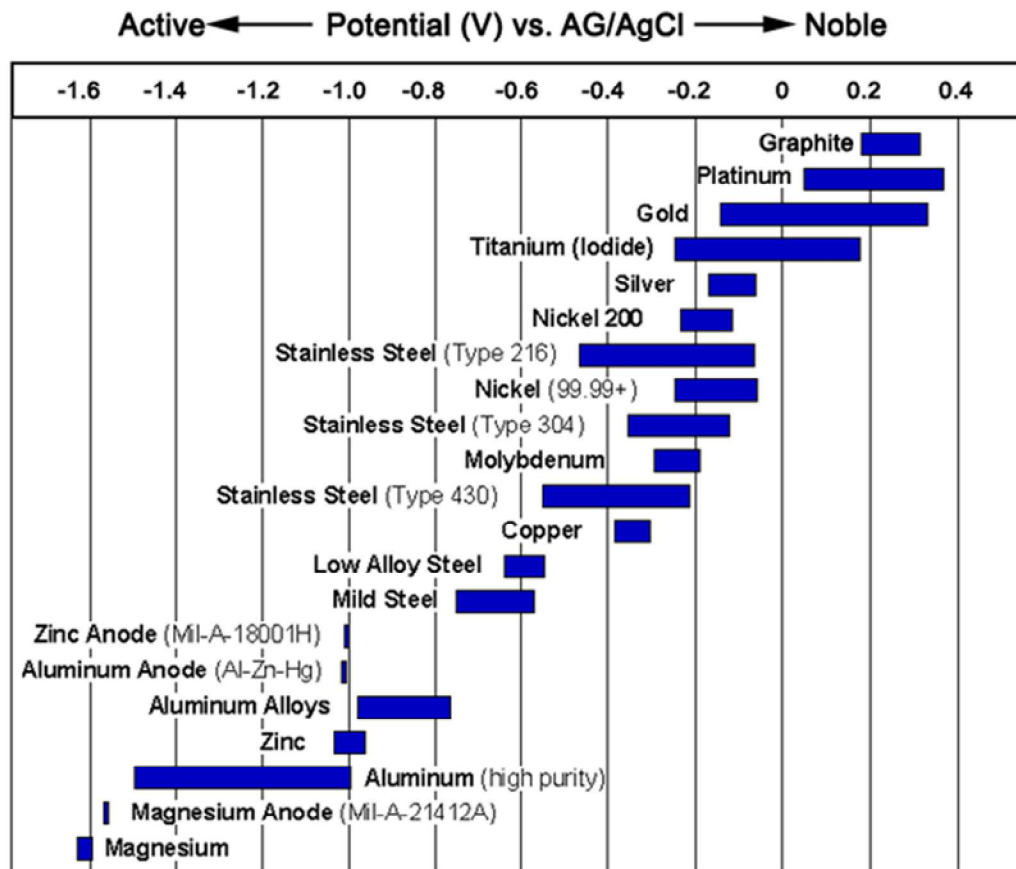 Active Potential (V) vs. AG/AgCl Noble
-1.6 -1.4 -1.2 -1.0 -0.8 -0.6 -0.4 -0.2 0 0.2 0.4
Graphite
Platinum
Gold
Titanium (Iodide)
Silver
Nickel 200
Stainless Steel (Type 216)
Nickel (99.99+)
Stainless Steel (Type 304)
Molybdenum
Stainless Steel (Type 430)
Copper
Low Alloy Steel
Mild Steel
Zinc Anode (Mil-A-18001H)
Aluminum Anode (Al-Zn-Hg)
Aluminum Alloys
Zinc
Aluminum (high purity)
Magnesium Anode (Mil-A-21412A)
Magnesium